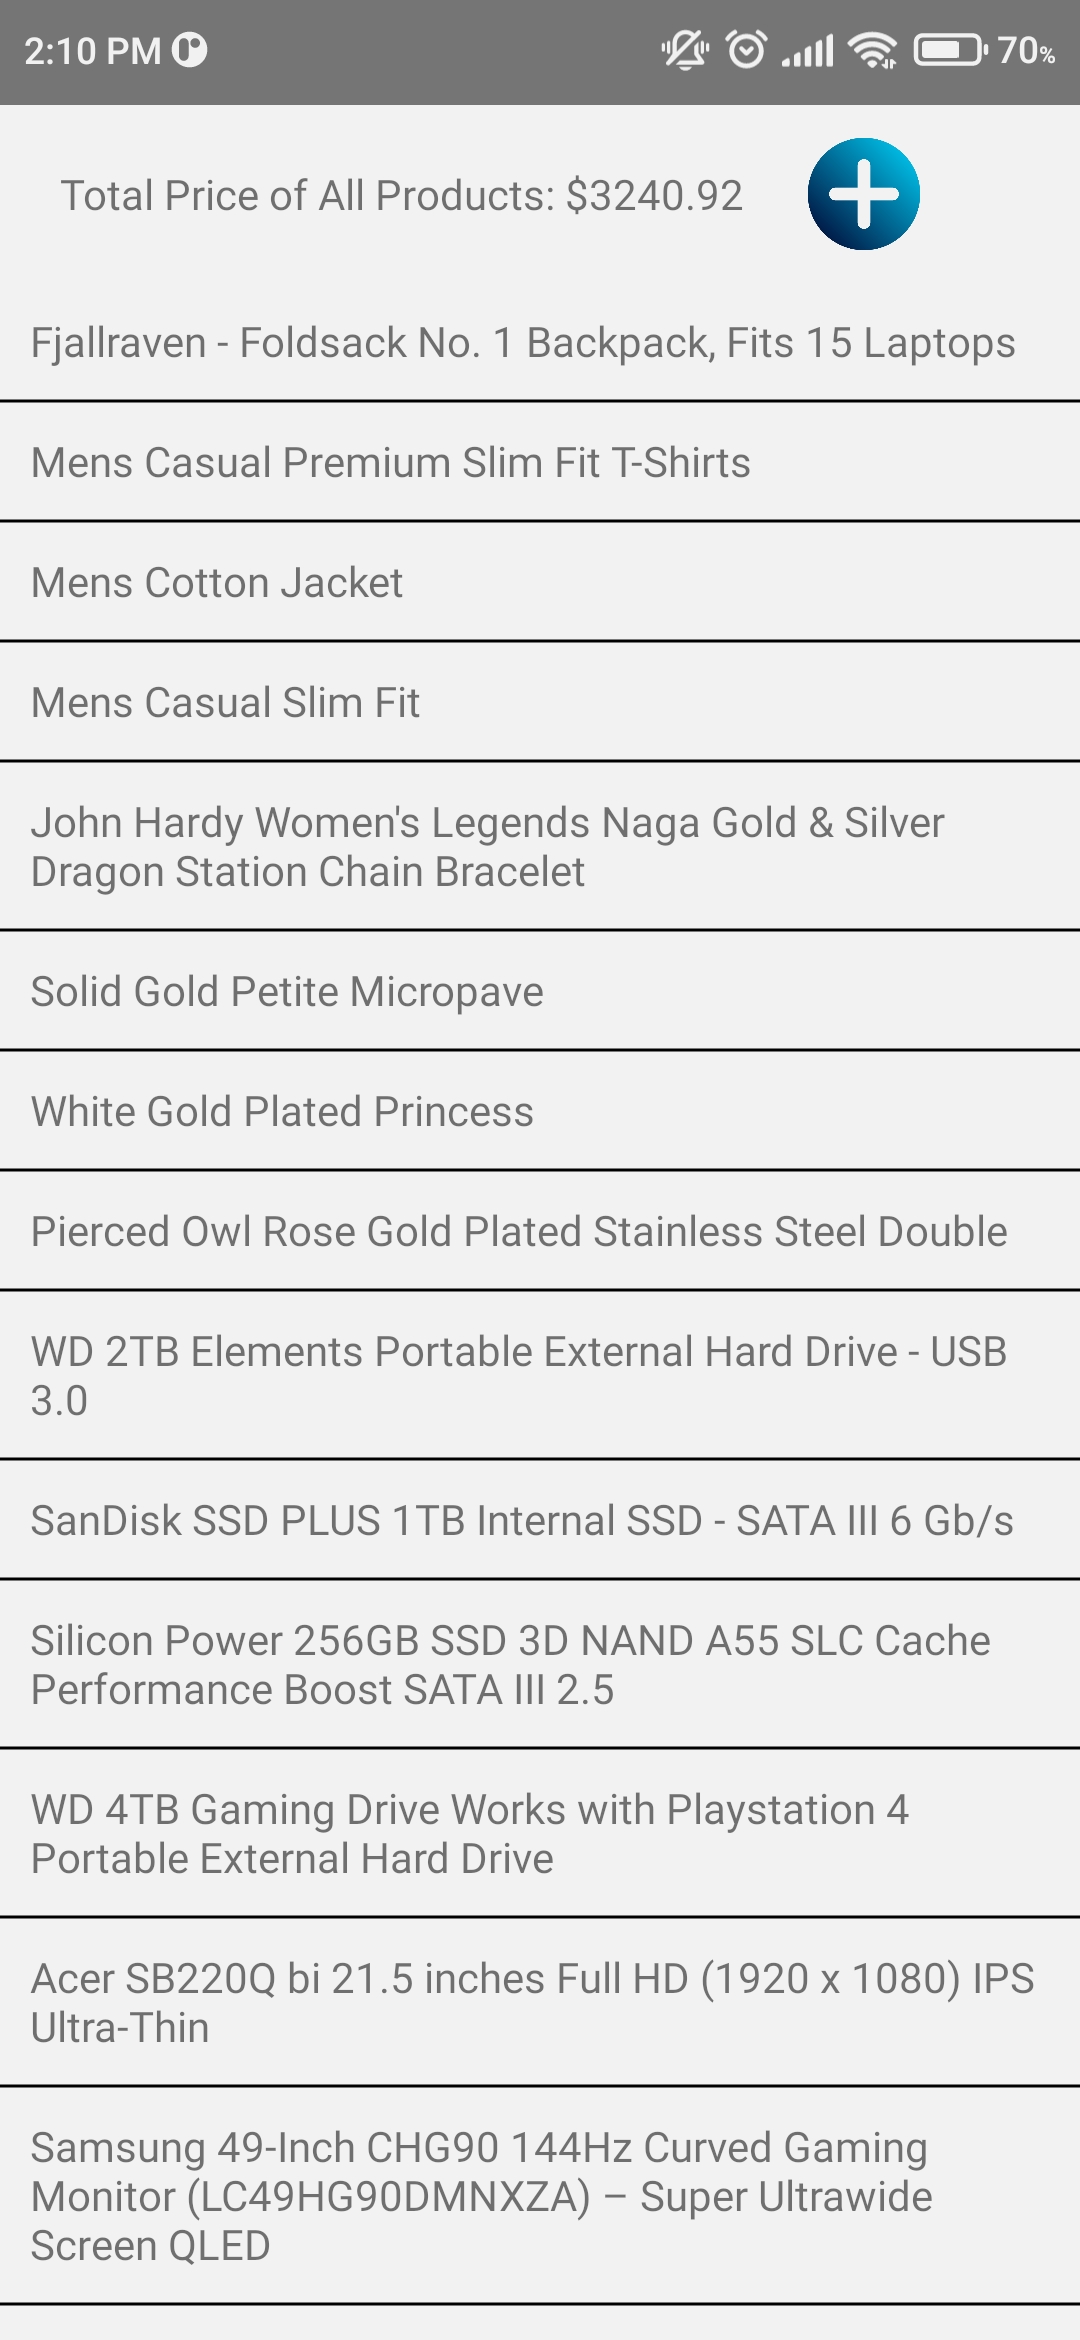 2:10 PM
70%
Total Price of All Products: $3240.92
Fjallraven - Foldsack No. 1 Backpack, Fits 15 Laptops
Mens Casual Premium Slim Fit T-Shirts
Mens Cotton Jacket
Mens Casual Slim Fit
John Hardy Women's Legends Naga Gold & Silver
Dragon Station Chain Bracelet
Solid Gold Petite Micropave
White Gold Plated Princess
Pierced Owl Rose Gold Plated Stainless Steel Double
WD 2TB Elements Portable External Hard Drive - USB
3.0
SanDisk SSD PLUS 1TB Internal SSD - SATA III 6 Gb/s
Silicon Power 256GB SSD 3D NAND A55 SLC Cache
Performance Boost SATA III 2.5
WD 4TB Gaming Drive Works with Playstation 4
Portable External Hard Drive
Acer SB220Q bi 21.5 inches Full HD (1920 x 1080) IPS
Ultra-Thin
Samsung 49-Inch CHG90 144Hz Curved Gaming
Monitor (LC49HG90DMNXZA) – Super Ultrawide
Screen QLED